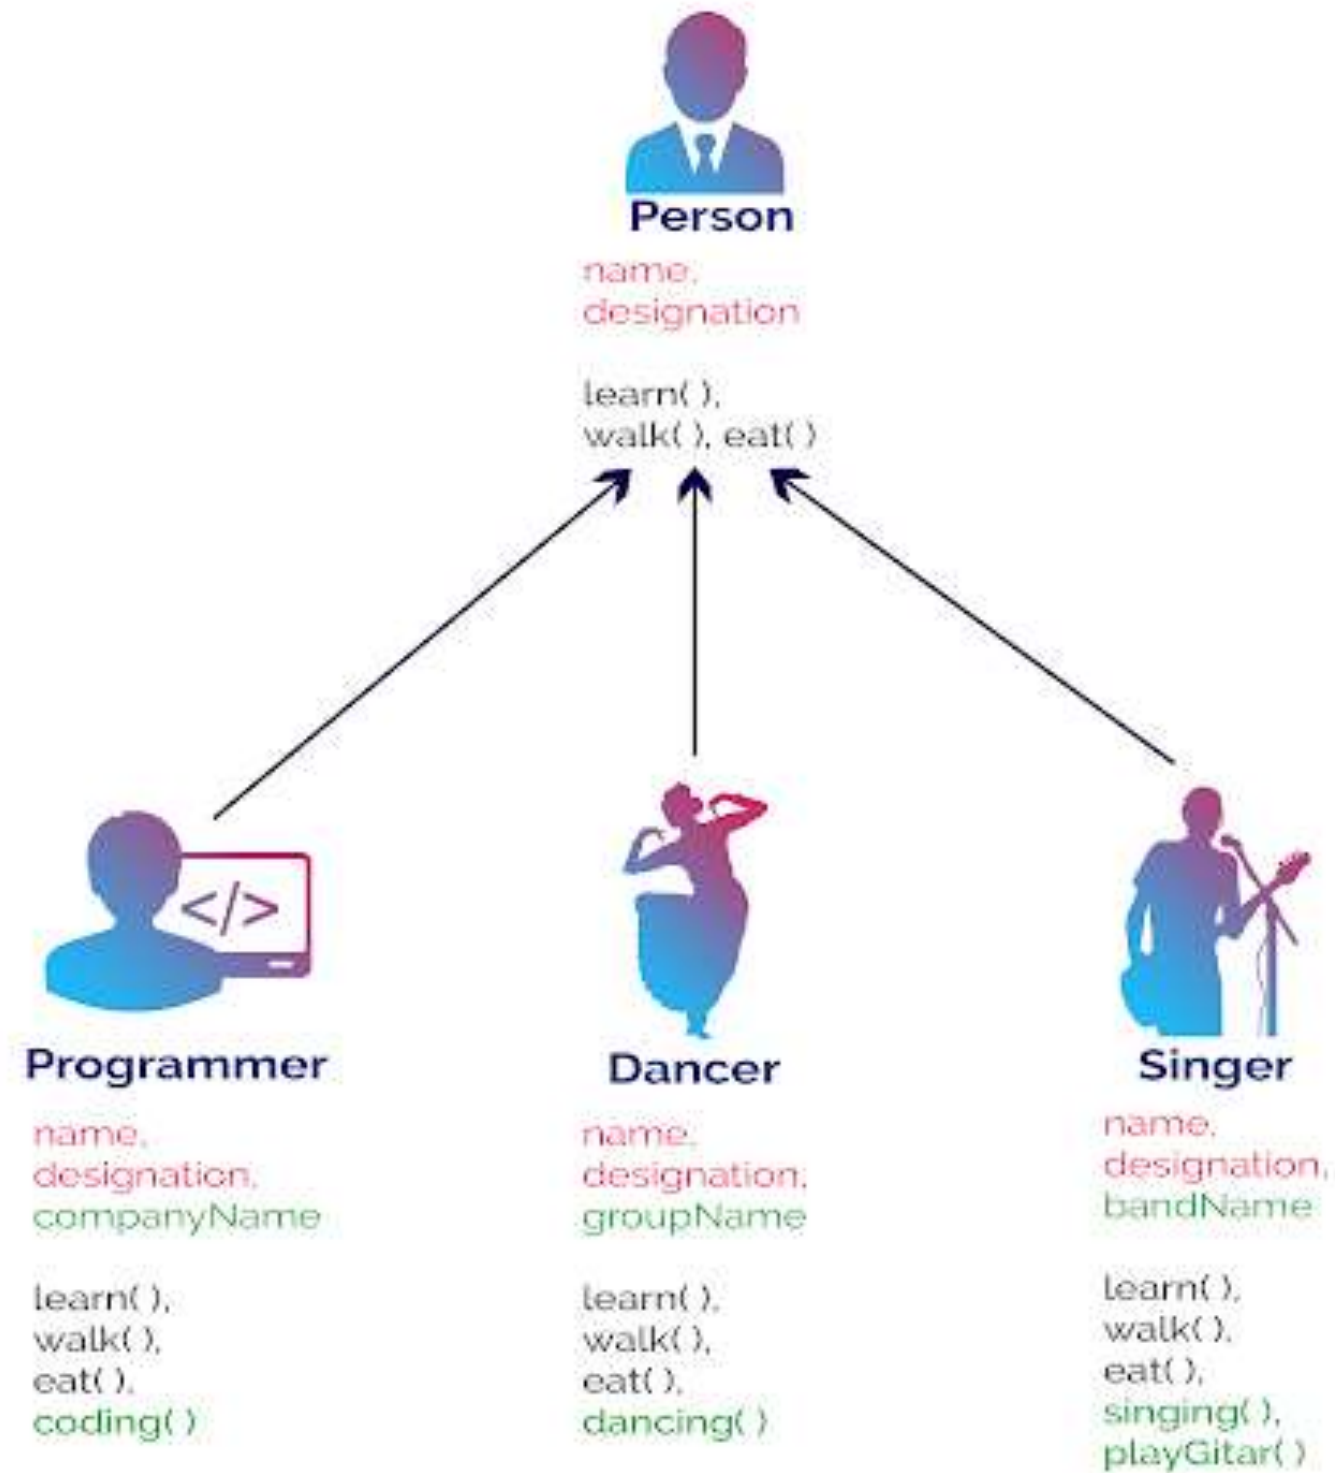 Person
name,
designation
learn( ),
walk( ), eat( )
</>
Programmer
name,
designation,
companyName
learn( ),
walk( ),
eat( ),
coding( )
Dancer
name,
designation,
groupName
learn( ),
walk( ),
eat( ),
dancing( )
Singer
name,
designation,
bandName
learn( ),
walk( ),
eat( ),
singing( ),
playGitar( )